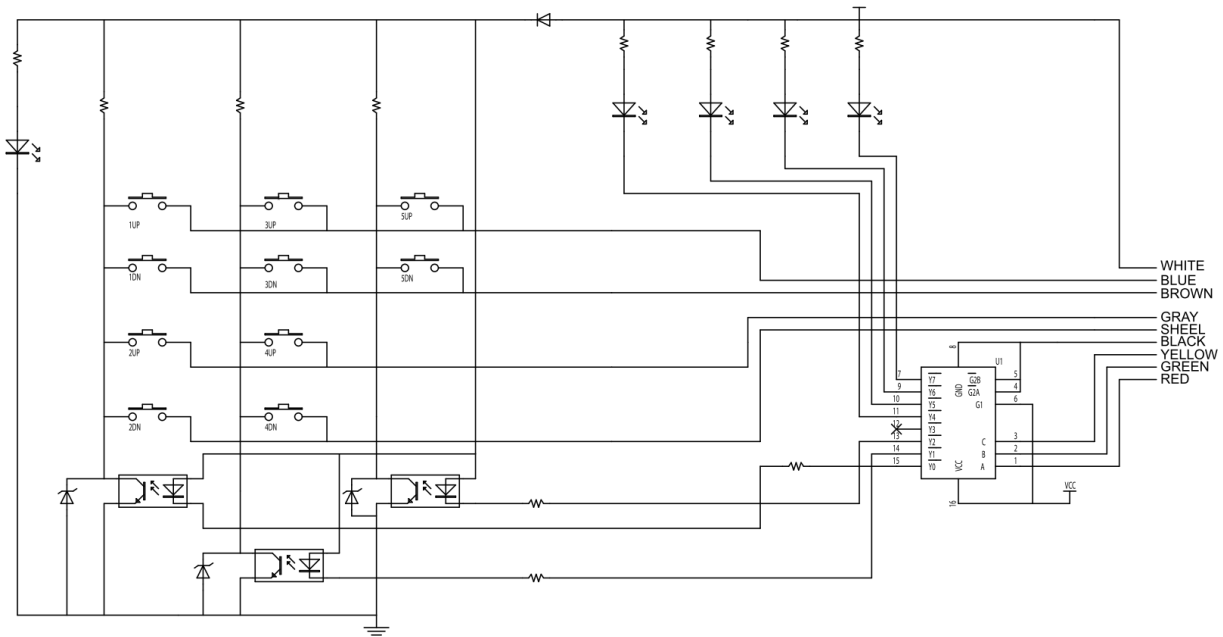 1UP
3UP
5UP
1DN
3DN
5DN
2UP
4UP
2DN
4DN
WHITE
BLUE
BROWN
GRAY
SHEEL
BLACK
YELLOW
GREEN
RED
U1
8
GND
7 Y7 G2B 5
9 Y6 G2A 4
10 Y5 G1 6
11 Y4
12 Y3
13 Y2 C 3
14 Y1 B 2
15 Y0 A 1
VCC
16
VCC